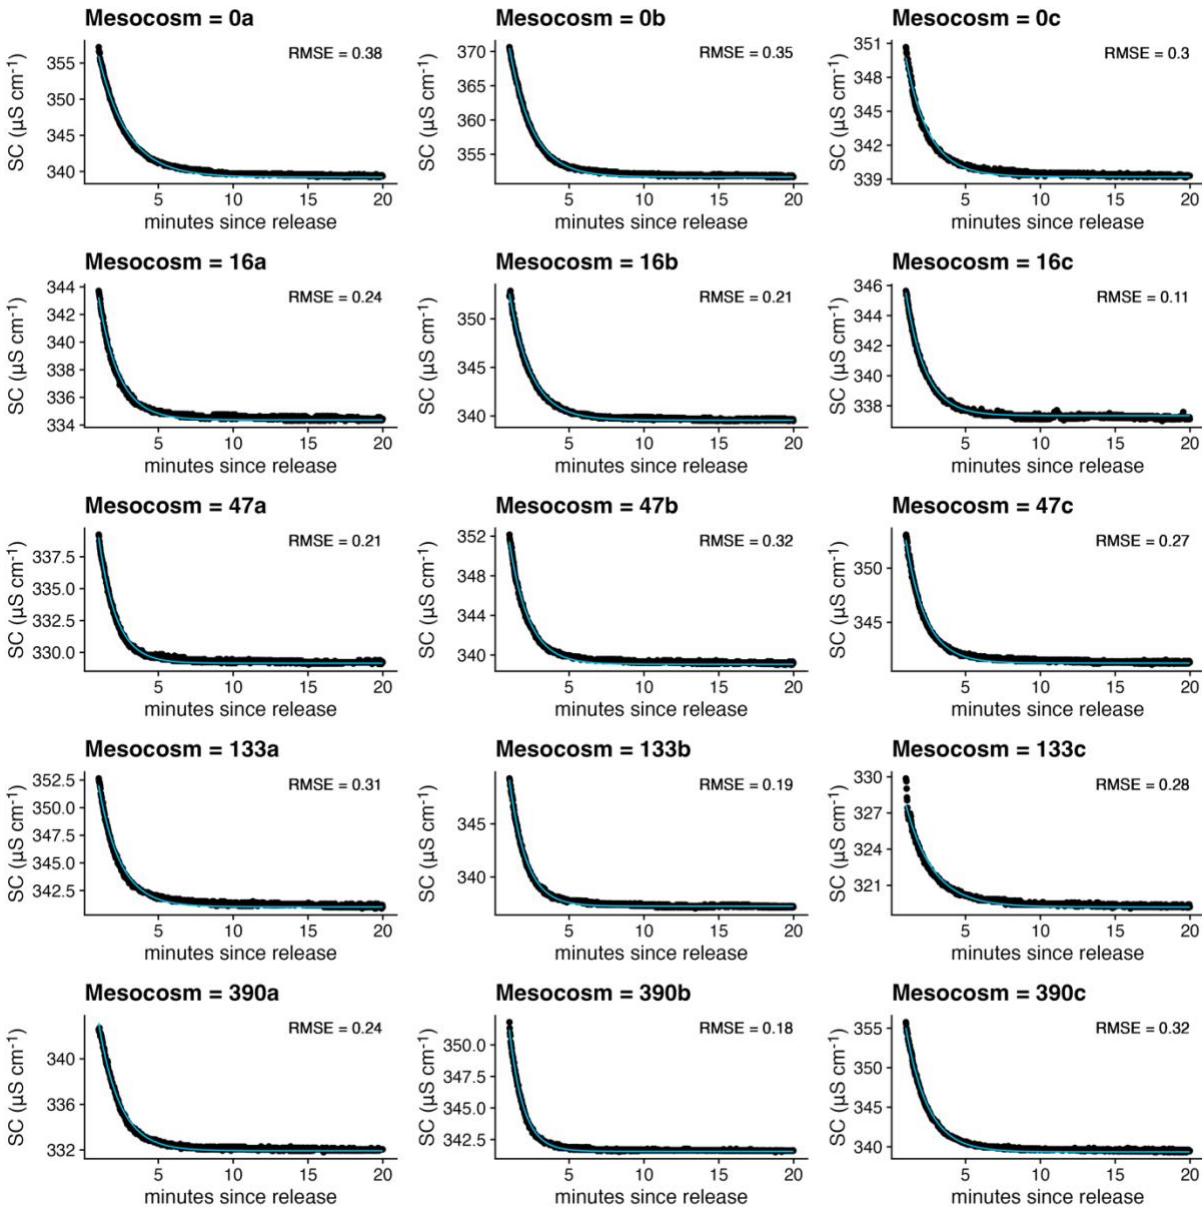 Mesocosm = 0a
RMSE = 0.38
SC (µS cm⁻¹)
355
350
345
340
5 10 15 20
minutes since release
Mesocosm = 0b
RMSE = 0.35
SC (µS cm⁻¹)
370
365
360
355
5 10 15 20
minutes since release
Mesocosm = 0c
RMSE = 0.3
SC (µS cm⁻¹)
351
348
345
342
339
5 10 15 20
minutes since release
Mesocosm = 16a
RMSE = 0.24
SC (µS cm⁻¹)
344
342
340
338
336
334
5 10 15 20
minutes since release
Mesocosm = 16b
RMSE = 0.21
SC (µS cm⁻¹)
350
345
340
5 10 15 20
minutes since release
Mesocosm = 16c
RMSE = 0.11
SC (µS cm⁻¹)
346
344
342
340
338
5 10 15 20
minutes since release
Mesocosm = 47a
RMSE = 0.21
SC (µS cm⁻¹)
337.5
335.0
332.5
330.0
5 10 15 20
minutes since release
Mesocosm = 47b
RMSE = 0.32
SC (µS cm⁻¹)
352
348
344
340
5 10 15 20
minutes since release
Mesocosm = 47c
RMSE = 0.27
SC (µS cm⁻¹)
350
345
5 10 15 20
minutes since release
Mesocosm = 133a
RMSE = 0.31
SC (µS cm⁻¹)
352.5
350.0
347.5
345.0
342.5
5 10 15 20
minutes since release
Mesocosm = 133b
RMSE = 0.19
SC (µS cm⁻¹)
345
340
5 10 15 20
minutes since release
Mesocosm = 133c
RMSE = 0.28
SC (µS cm⁻¹)
330
327
324
321
5 10 15 20
minutes since release
Mesocosm = 390a
RMSE = 0.24
SC (µS cm⁻¹)
340
336
332
5 10 15 20
minutes since release
Mesocosm = 390b
RMSE = 0.18
SC (µS cm⁻¹)
350.0
347.5
345.0
342.5
5 10 15 20
minutes since release
Mesocosm = 390c
RMSE = 0.32
SC (µS cm⁻¹)
355
350
345
340
5 10 15 20
minutes since release